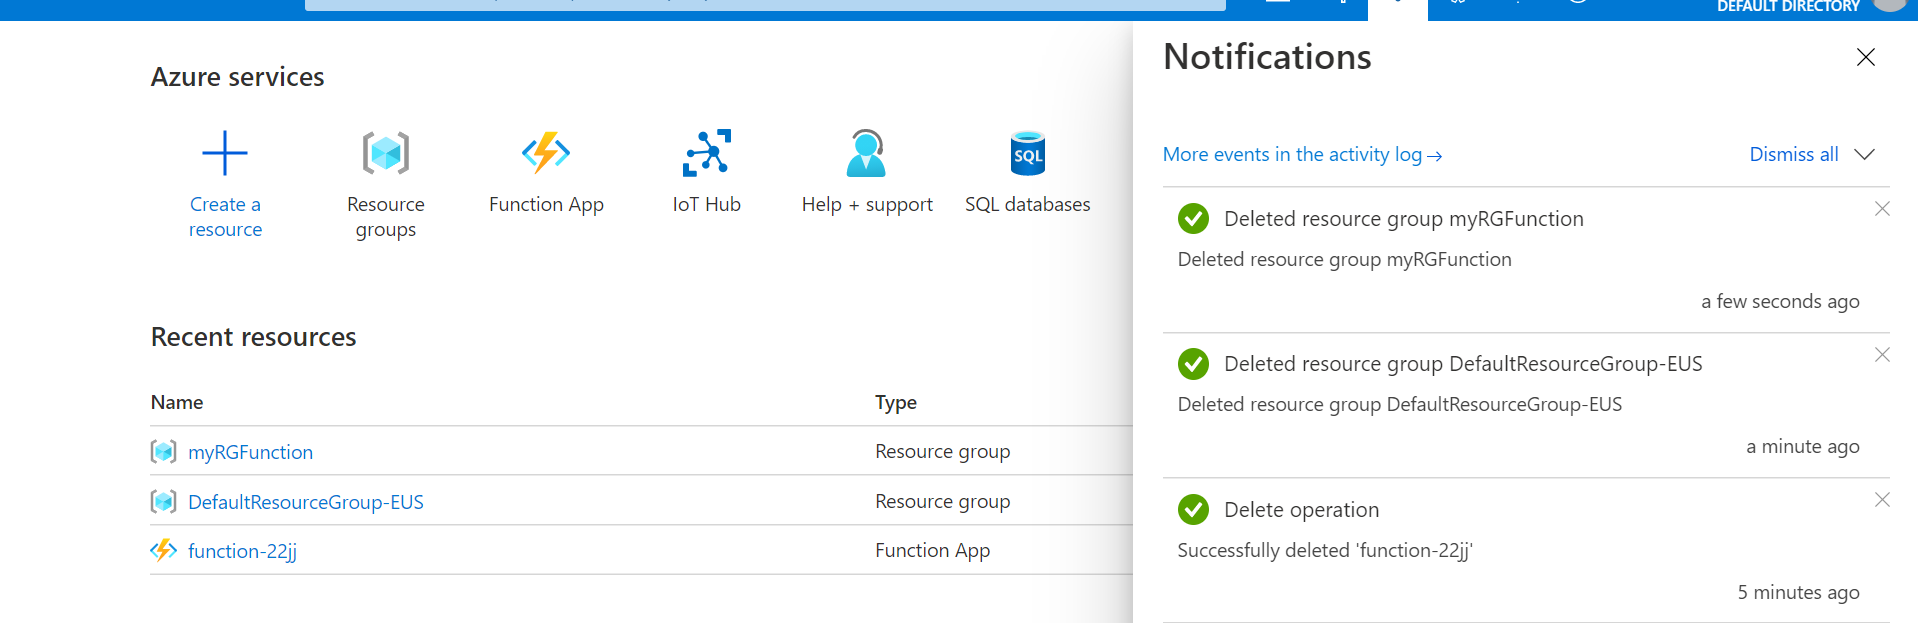 DEFAULT DIRECTORY
Azure services
Create a
resource
Resource
groups
Function App
IoT Hub
Help + support
SQL
SQL databases
Recent resources
Name Type
myRGFunction Resource group
DefaultResourceGroup-EUS Resource group
function-22jj Function App
Notifications
More events in the activity log→ Dismiss all
Deleted resource group myRGFunction
Deleted resource group myRGFunction
a few seconds ago
Deleted resource group DefaultResourceGroup-EUS
Deleted resource group DefaultResourceGroup-EUS
a minute ago
Delete operation
Successfully deleted 'function-22jj'
5 minutes ago